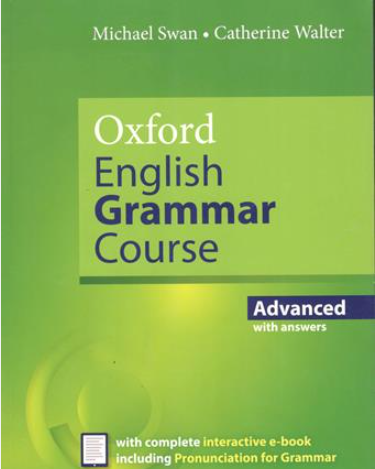 Michael Swan • Catherine Walter
Oxford
English
Grammar
Course
Advanced
with answers
with complete interactive e-book
including Pronunciation for Grammar